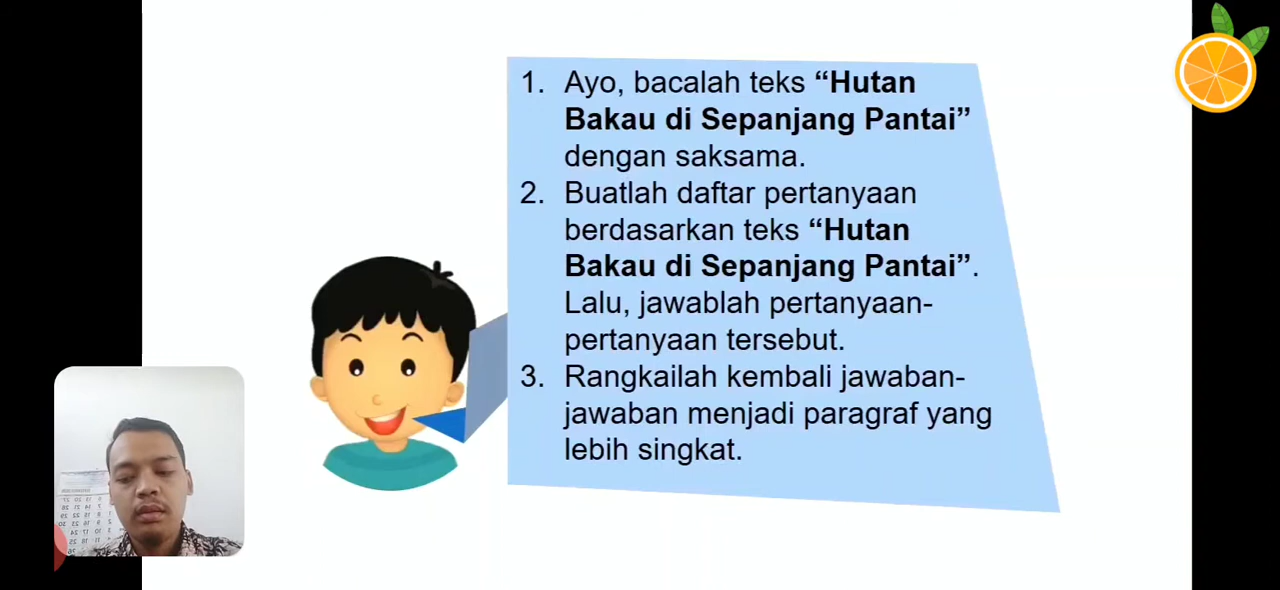 1. Ayo, bacalah teks “Hutan
Bakau di Sepanjang Pantai”
dengan saksama.
2. Buatlah daftar pertanyaan
berdasarkan teks “Hutan
Bakau di Sepanjang Pantai”.
Lalu, jawablah pertanyaan-
pertanyaan tersebut.
3. Rangkailah kembali jawaban-
jawaban menjadi paragraf yang
lebih singkat.